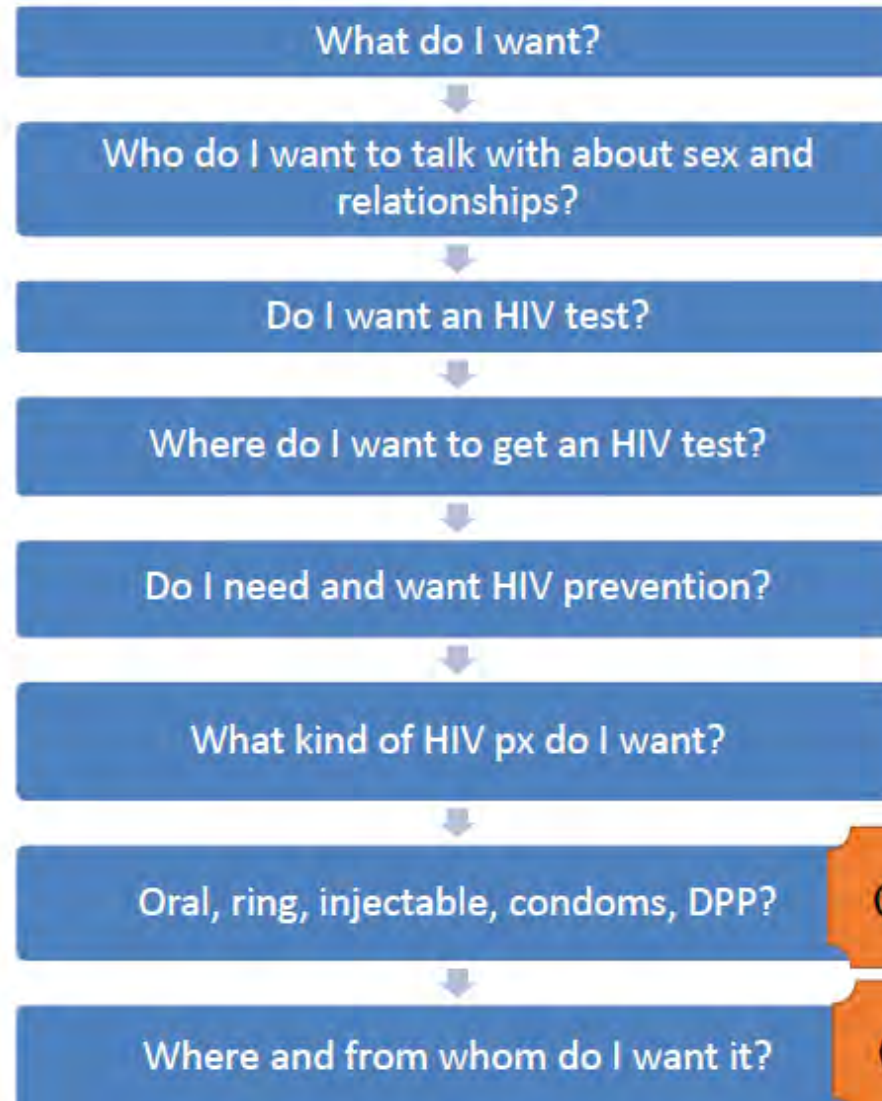 What do I want?
Who do I want to talk with about sex and
relationships?
Do I want an HIV test?
Where do I want to get an HIV test?
Do I need and want HIV prevention?
What kind of HIV px do I want?
Oral, ring, injectable, condoms, DPP?
Where and from whom do I want it?